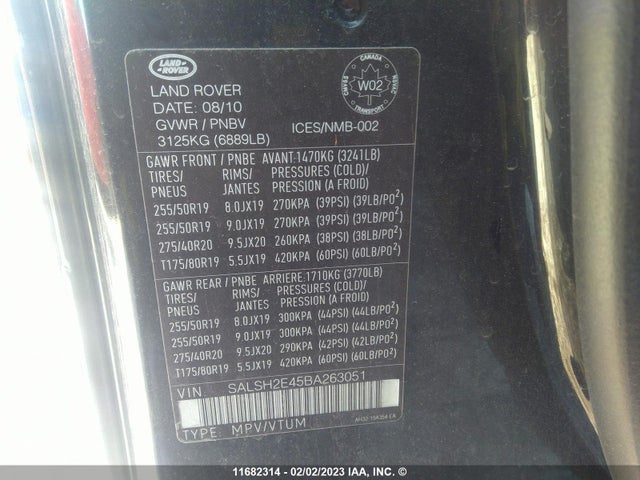 LAND ROVER
LAND ROVER
DATE: 08/10
GVWR / PNBV
3125KG (6889LB)
CANADA
W02
TRANSPORT
ICES/NMB-002
GAWR FRONT / PNBE AVANT:1470KG (3241LB)
TIRES/ RIMS/ PRESSURES (COLD)/
PNEUS JANTES PRESSION (A FROID)
255/50R19 8.0JX19 270KPA (39PSI) (39LB/PO²)
255/50R19 9.0JX19 270KPA (39PSI) (39LB/PO²)
275/40R20 9.5JX20 260KPA (38PSI) (38LB/PO²)
T175/80R19 5.5JX19 420KPA (60PSI) (60LB/PO²)
GAWR REAR / PNBE ARRIERE:1710KG (3770LB)
TIRES/ RIMS/ PRESSURES (COLD)/
PNEUS JANTES PRESSION (A FROID)
255/50R19 8.0JX19 300KPA (44PSI) (44LB/PO²)
255/50R19 9.0JX19 300KPA (44PSI) (44LB/PO²)
275/40R20 9.5JX20 290KPA (42PSI) (42LB/PO²)
T175/80R19 5.5JX19 420KPA (60PSI) (60LB/PO²)
VIN SALSH2E45BA263051
TYPE: MPV/VTUM
11682314 - 02/02/2023 IAA, Inc. ©